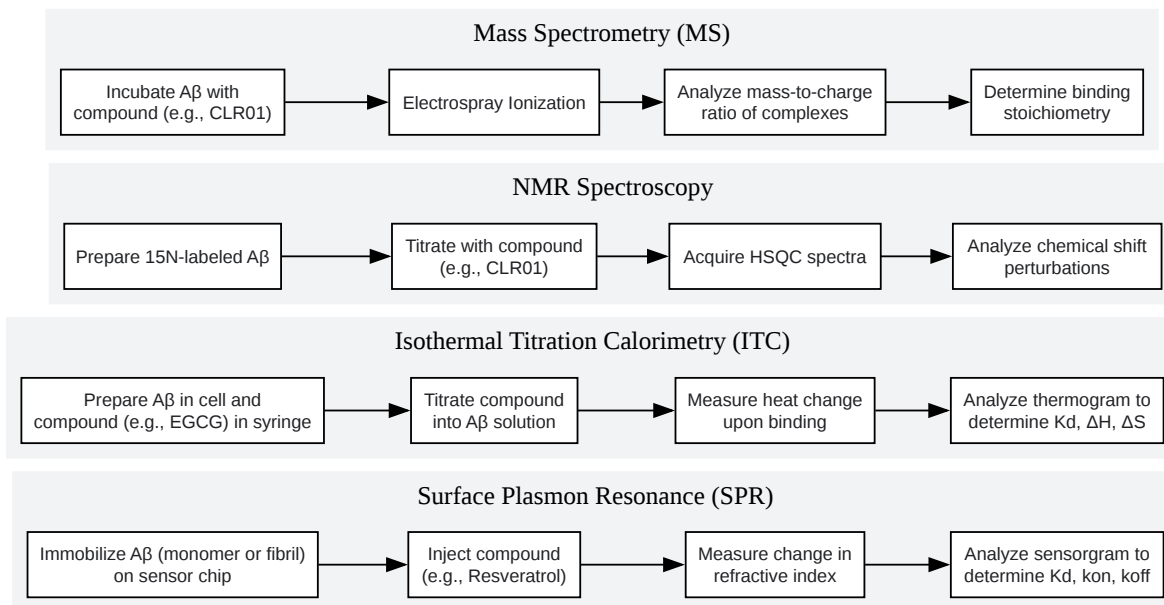 Mass Spectrometry (MS)
Incubate Aβ with
compound (e.g., CLR01)
Electrospray Ionization
Analyze mass-to-charge
ratio of complexes
Determine binding
stoichiometry
NMR Spectroscopy
Prepare 15N-labeled Aβ
Titrate with compound
(e.g., CLR01)
Acquire HSQC spectra
Analyze chemical shift
perturbations
Isothermal Titration Calorimetry (ITC)
Prepare Aβ in cell and
compound (e.g., EGCG) in syringe
Titrate compound
into Aβ solution
Measure heat change
upon binding
Analyze thermogram to
determine Kd, ΔH, ΔS
Surface Plasmon Resonance (SPR)
Immobilize Aβ (monomer or fibril)
on sensor chip
Inject compound
(e.g., Resveratrol)
Measure change in
refractive index
Analyze sensorgram to
determine Kd, kon, koff